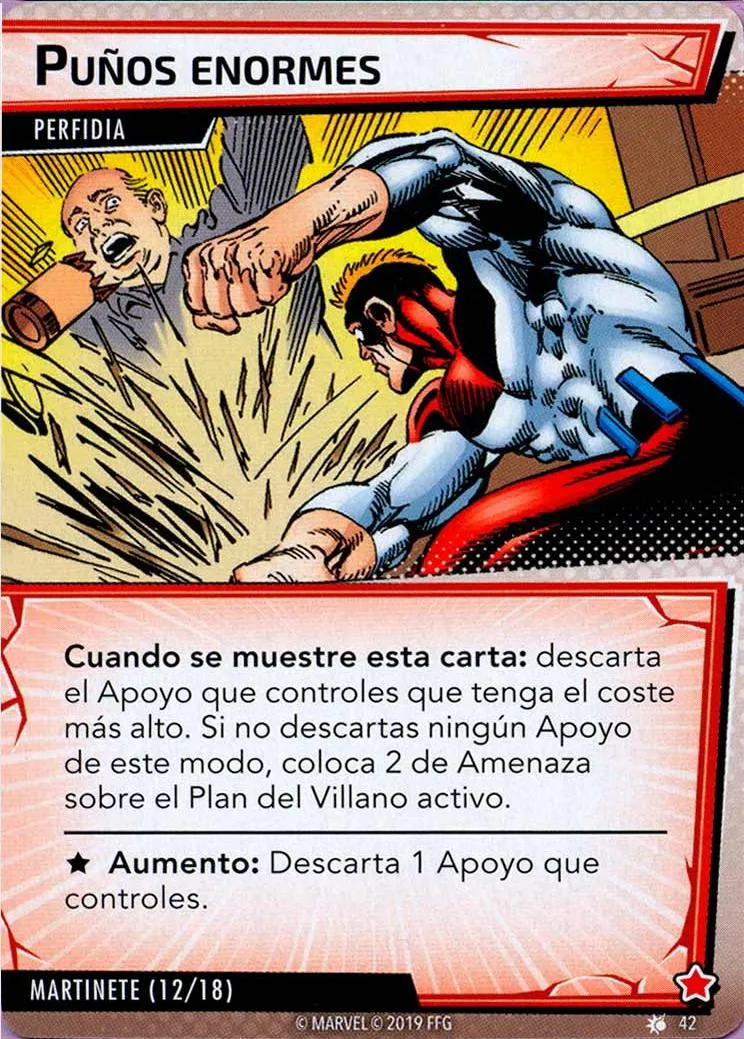 PUÑOS ENORMES
PERFIDIA
Cuando se muestre esta carta: descarta
el Apoyo que controles que tenga el coste
más alto. Si no descartas ningún Apoyo
de este modo, coloca 2 de Amenaza
sobre el Plan del Villano activo.
★ Aumento: Descarta 1 Apoyo que
controles.
MARTINETE (12/18)
© MARVEL © 2019 FFG
42